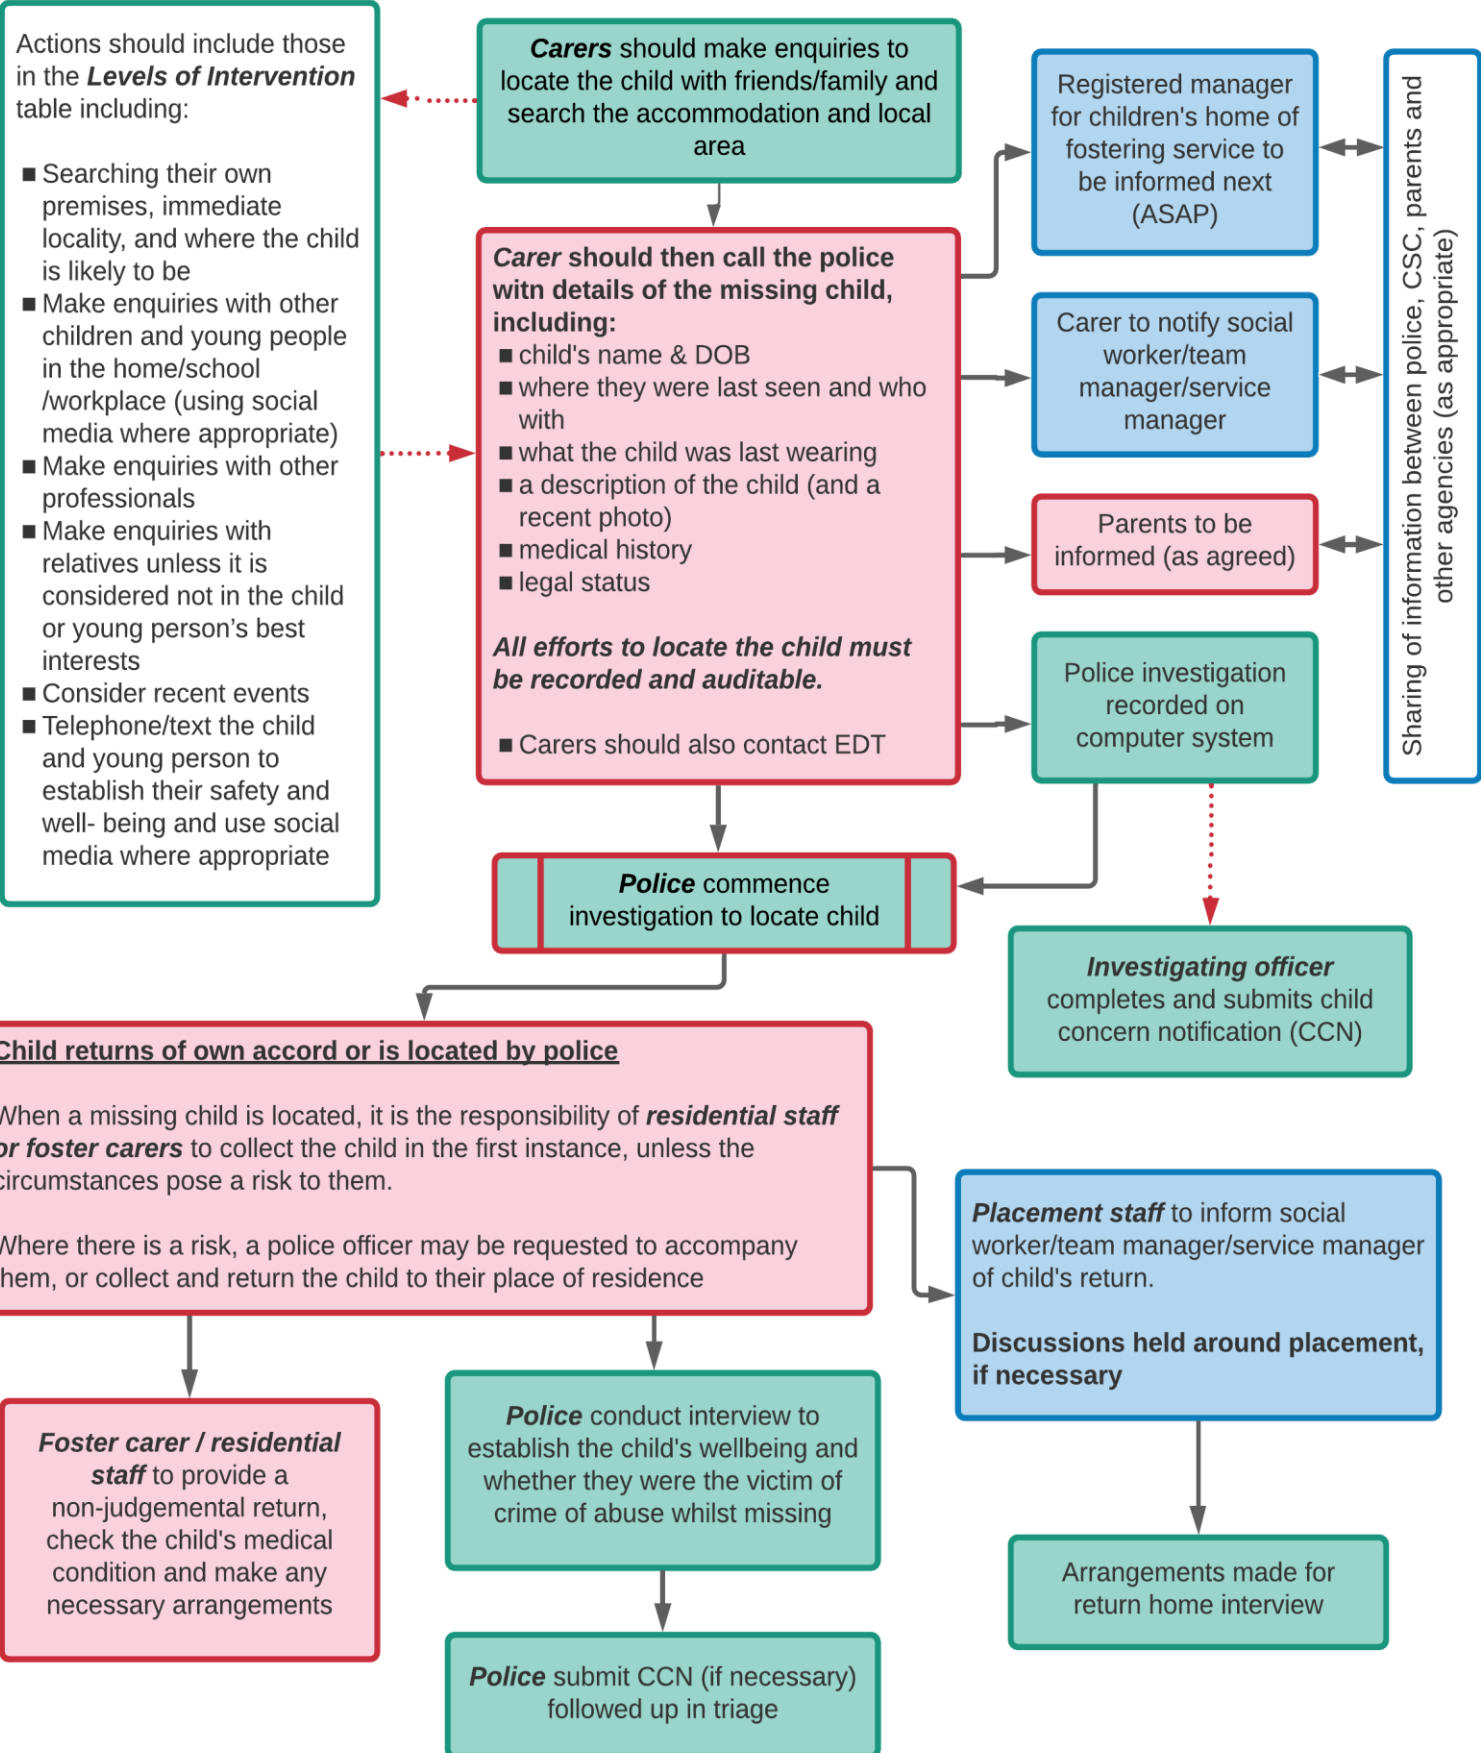 Actions should include those
in the Levels of Intervention
table including:
■ Searching their own
premises, immediate
locality, and where the child
is likely to be
■ Make enquiries with other
children and young people
in the home/school
/workplace (using social
media where appropriate)
■ Make enquiries with other
professionals
■ Make enquiries with
relatives unless it is
considered not in the child
or young person’s best
interests
■ Consider recent events
■ Telephone/text the child
and young person to
establish their safety and
well- being and use social
media where appropriate
Carers should make enquiries to
locate the child with friends/family and
search the accommodation and local
area
Carer should then call the police
witn details of the missing child,
including:
■ child's name & DOB
■ where they were last seen and who
with
■ what the child was last wearing
■ a description of the child (and a
recent photo)
■ medical history
■ legal status
All efforts to locate the child must
be recorded and auditable.
■ Carers should also contact EDT
Registered manager
for children's home of
fostering service to
be informed next
(ASAP)
Carer to notify social
worker/team
manager/service
manager
Parents to be
informed (as agreed)
Police investigation
recorded on
computer system
Sharing of information between police, CSC, parents and
other agencies (as appropriate)
Police commence
investigation to locate child
Investigating officer
completes and submits child
concern notification (CCN)
Child returns of own accord or is located by police
When a missing child is located, it is the responsibility of residential staff
or foster carers to collect the child in the first instance, unless the
circumstances pose a risk to them.
Where there is a risk, a police officer may be requested to accompany
them, or collect and return the child to their place of residence
Placement staff to inform social
worker/team manager/service manager
of child's return.
Discussions held around placement,
if necessary
Foster carer / residential
staff to provide a
non-judgemental return,
check the child's medical
condition and make any
necessary arrangements
Police conduct interview to
establish the child's wellbeing and
whether they were the victim of
crime of abuse whilst missing
Arrangements made for
return home interview
Police submit CCN (if necessary)
followed up in triage